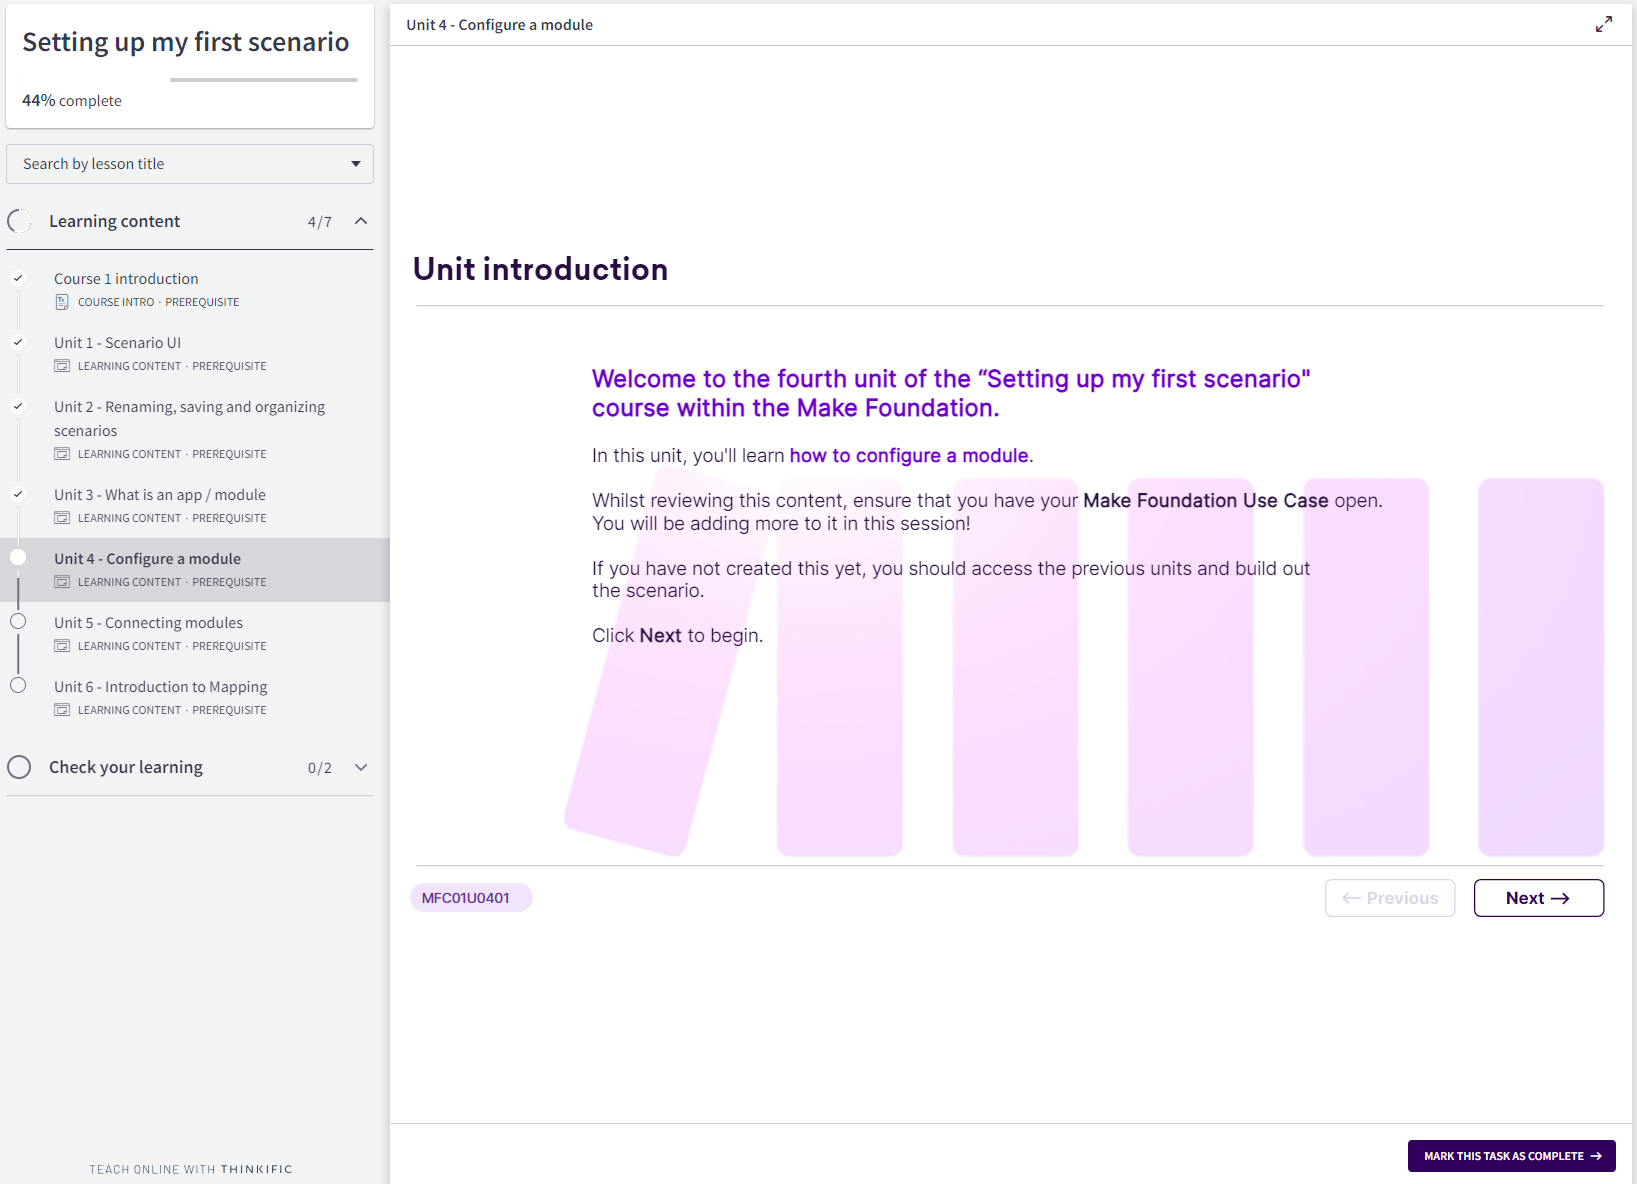 Setting up my first scenario
44% complete
Search by lesson title
Learning content 4/7
Course 1 introduction
COURSE INTRO · PREREQUISITE
Unit 1 - Scenario UI
LEARNING CONTENT · PREREQUISITE
Unit 2 - Renaming, saving and organizing
scenarios
LEARNING CONTENT · PREREQUISITE
Unit 3 - What is an app / module
LEARNING CONTENT · PREREQUISITE
Unit 4 - Configure a module
LEARNING CONTENT · PREREQUISITE
Unit 5 - Connecting modules
LEARNING CONTENT · PREREQUISITE
Unit 6 - Introduction to Mapping
LEARNING CONTENT · PREREQUISITE
Check your learning 0/2
TEACH ONLINE WITH THINKIFIC
Unit 4 - Configure a module
Unit introduction
Welcome to the fourth unit of the “Setting up my first scenario"
course within the Make Foundation.
In this unit, you'll learn how to configure a module.
Whilst reviewing this content, ensure that you have your Make Foundation Use Case open.
You will be adding more to it in this session!
If you have not created this yet, you should access the previous units and build out
the scenario.
Click Next to begin.
MFC01U0401
← Previous
Next →
MARK THIS TASK AS COMPLETE →